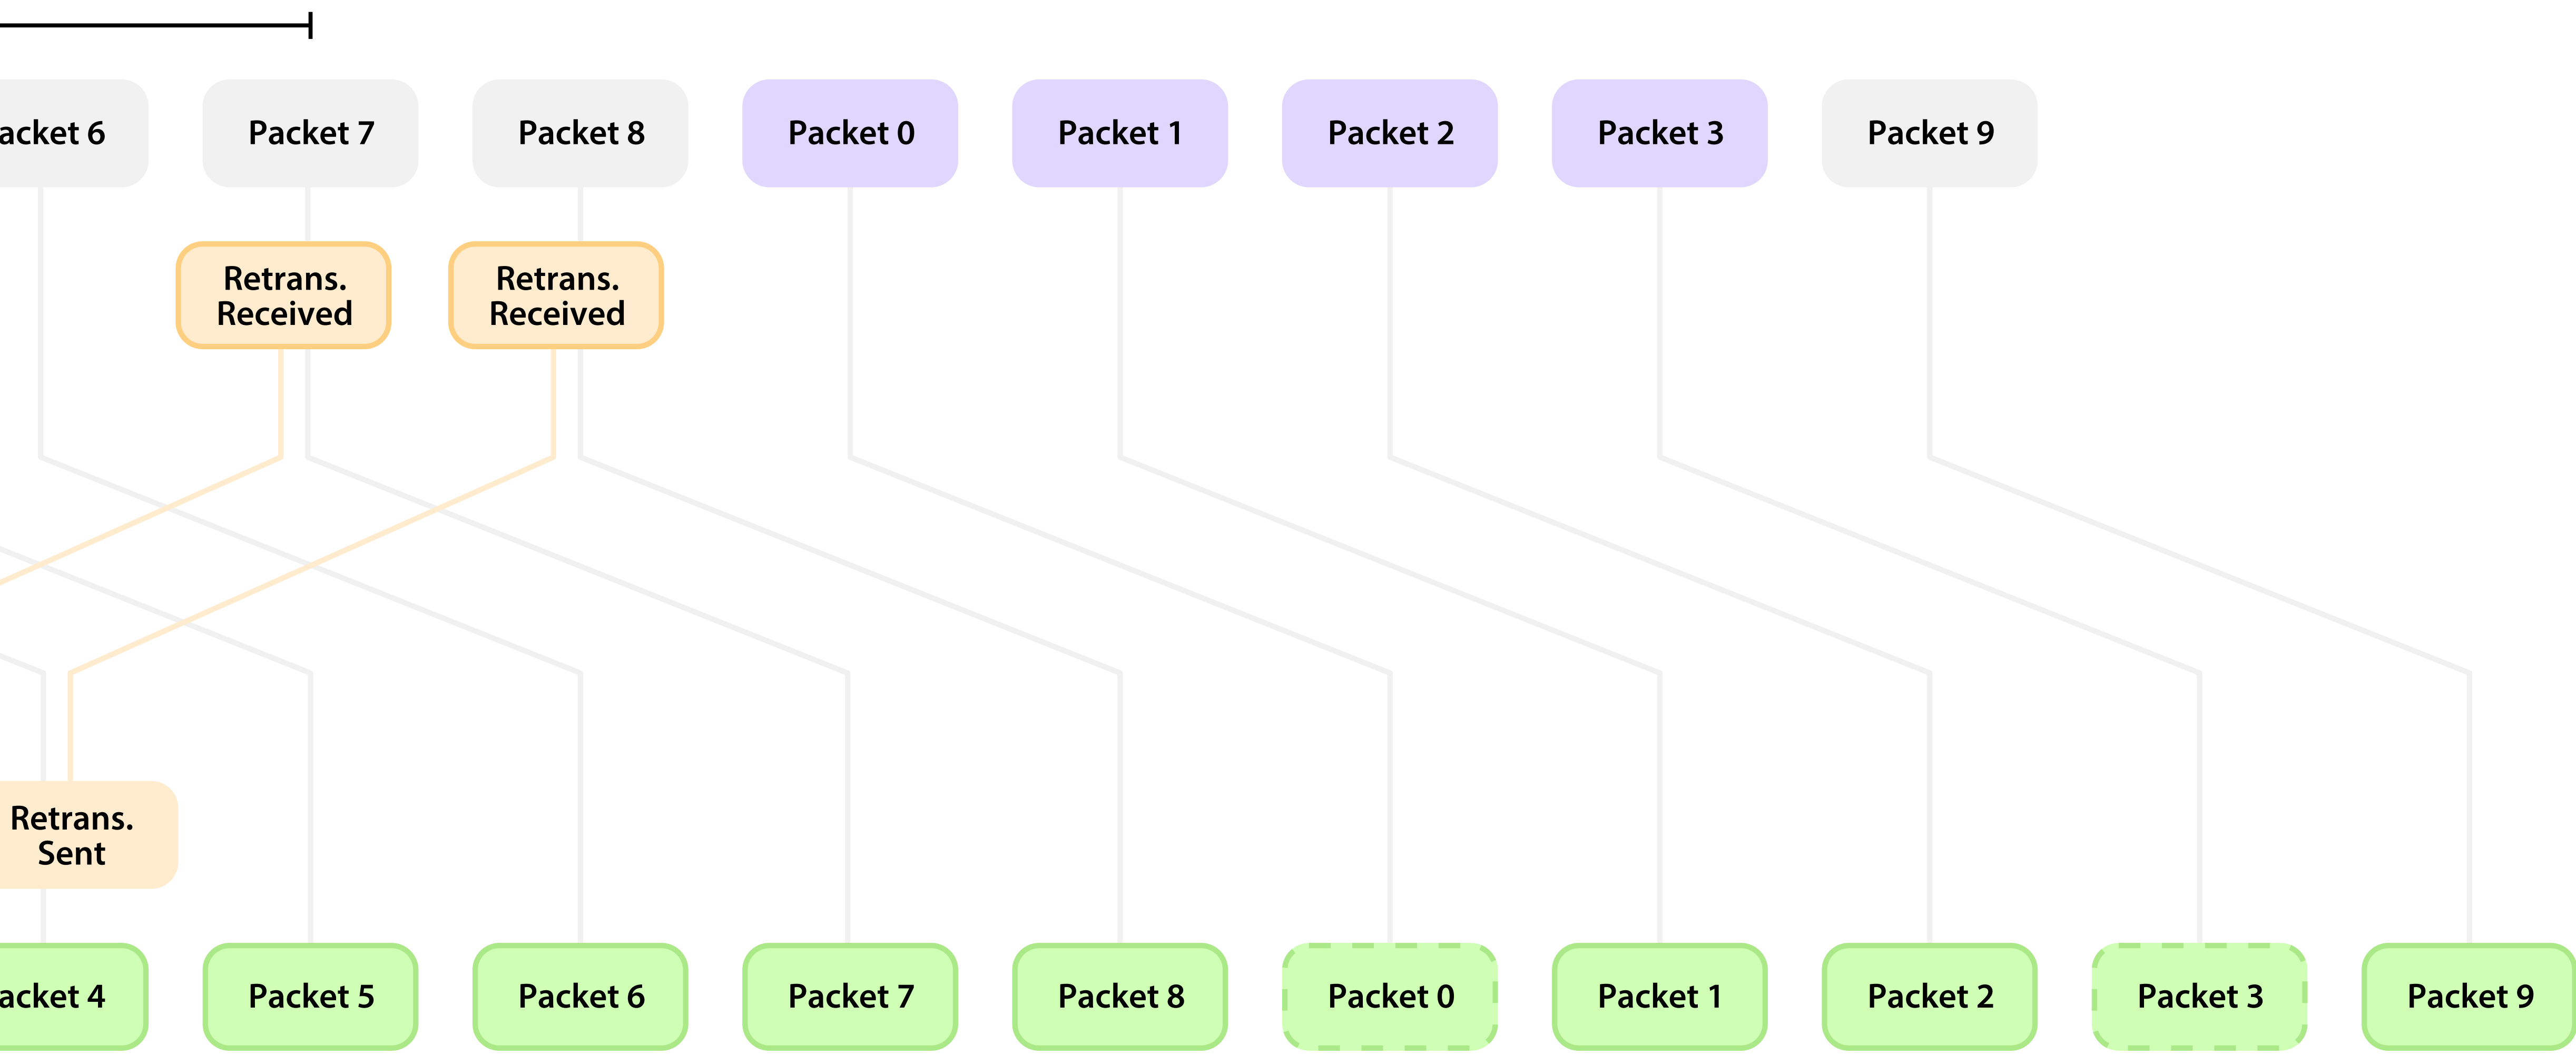 acket 6
Packet 7
Packet 8
Packet 0
Packet 1
Packet 2
Packet 3
Packet 9
Retrans.
Received
Retrans.
Received
Retrans.
Sent
acket 4
Packet 5
Packet 6
Packet 7
Packet 8
Packet 0
Packet 1
Packet 2
Packet 3
Packet 9